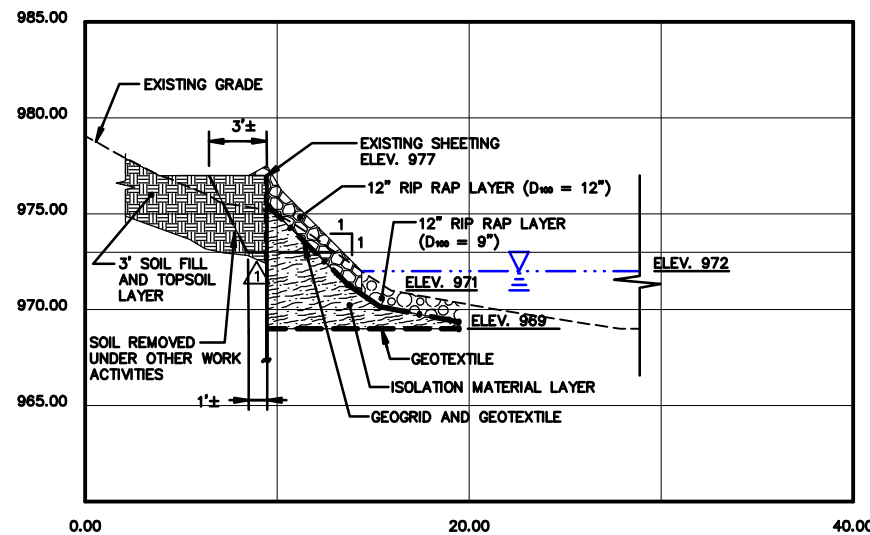 985.00
EXISTING GRADE
980.00
3'±
EXISTING SHEETING
ELEV. 977
12" RIP RAP LAYER (D₁₀₀ = 12")
975.00
12" RIP RAP LAYER
(D₁₀₀ = 9")
1
1
3' SOIL FILL
AND TOPSOIL
LAYER
1
ELEV. 972
ELEV. 971
970.00
ELEV. 969
SOIL REMOVED
UNDER OTHER WORK
ACTIVITIES
GEOTEXTILE
ISOLATION MATERIAL LAYER
965.00
1'±
GEOGRID AND GEOTEXTILE
0.00
20.00
40.00